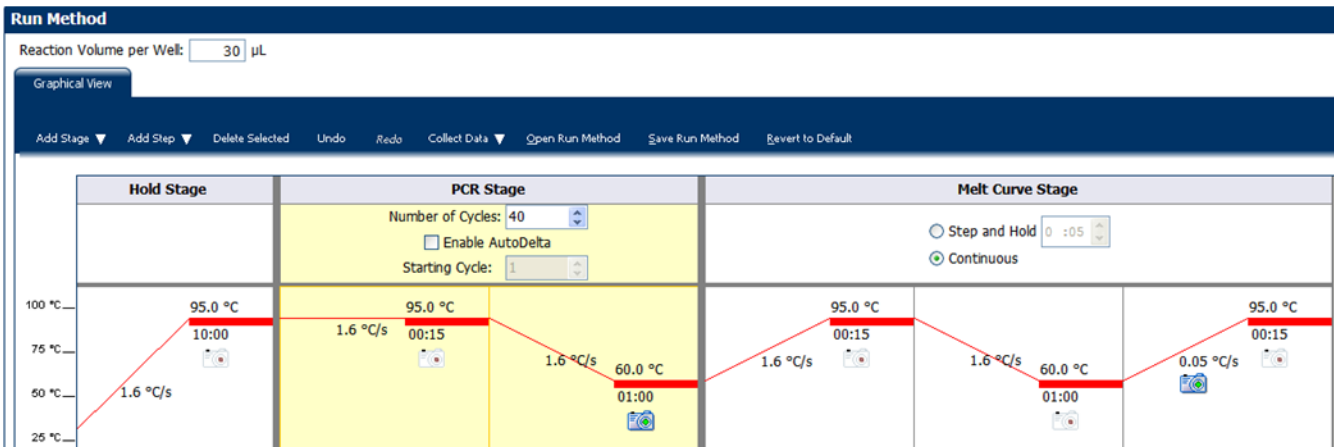 Run Method
Reaction Volume per Well: 30 µL
Graphical View
Add Stage Add Step Delete Selected Undo Redo Collect Data Open Run Method Save Run Method Revert to Default
Hold Stage PCR Stage Melt Curve Stage
Number of Cycles: 40
Enable AutoDelta
Starting Cycle: 1
Step and Hold 0 :05
Continuous
100 °C 95.0 °C 95.0 °C 95.0 °C 95.0 °C
1.6 °C/s 10:00 00:15 00:15 00:15
75 °C 1.6 °C/s 60.0 °C 1.6 °C/s 1.6 °C/s 60.0 °C 0.05 °C/s
50 °C 1.6 °C/s 01:00 01:00
25 °C